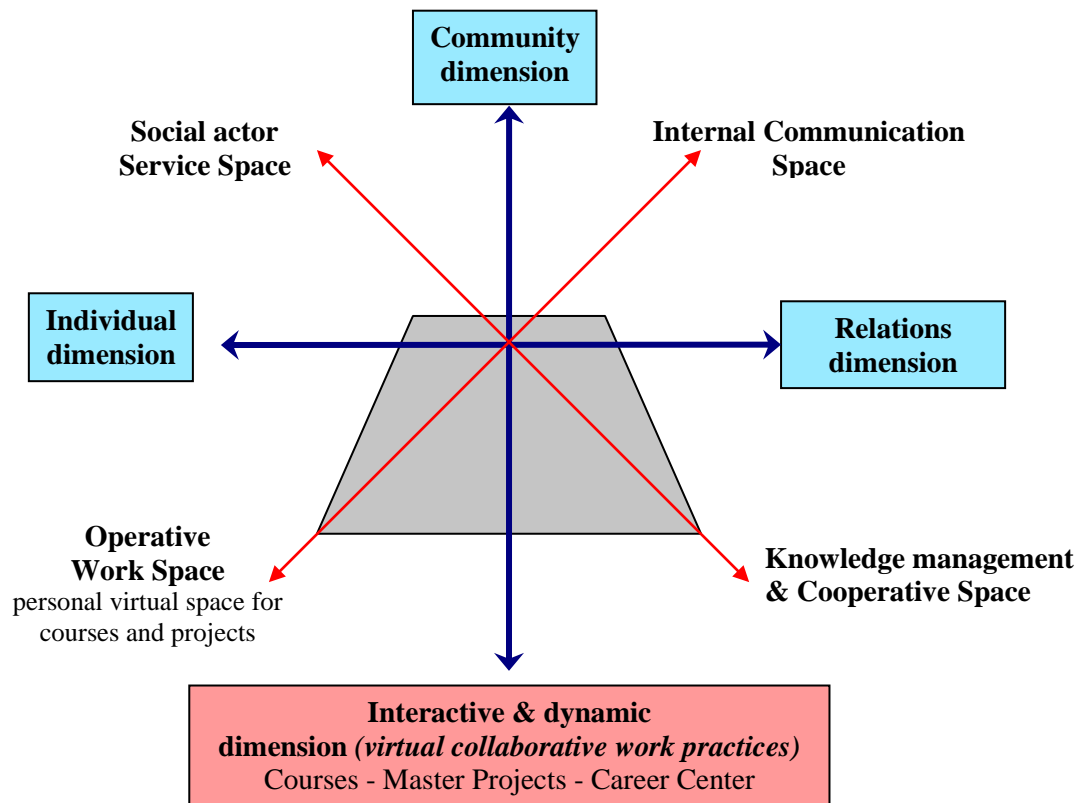 Community
dimension
Social actor
Service Space
Internal Communication
Space
Individual
dimension
Relations
dimension
Operative
Work Space
personal virtual space for
courses and projects
Knowledge management
& Cooperative Space
Interactive & dynamic
dimension (virtual collaborative work practices)
Courses - Master Projects - Career Center